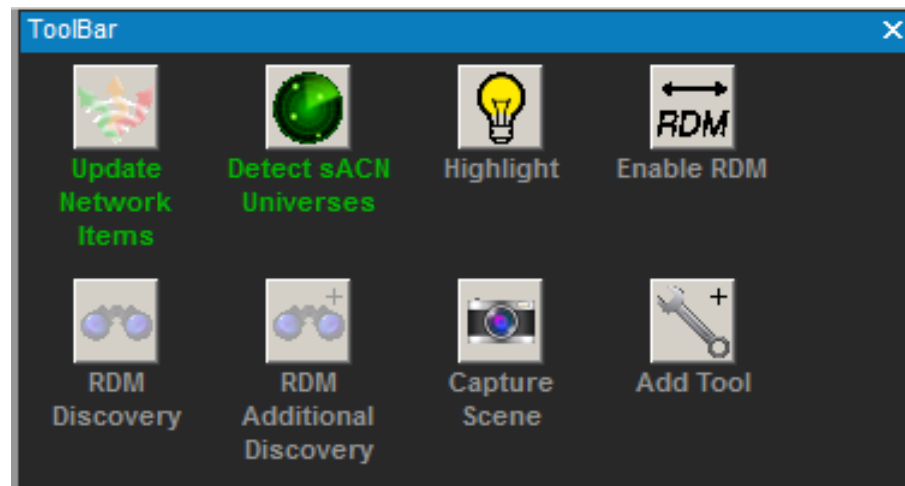 ToolBar
RDM
Update
Network
Items
Detect sACN
Universes
Highlight
Enable RDM
RDM
Discovery
RDM
Additional
Discovery
Capture
Scene
Add Tool